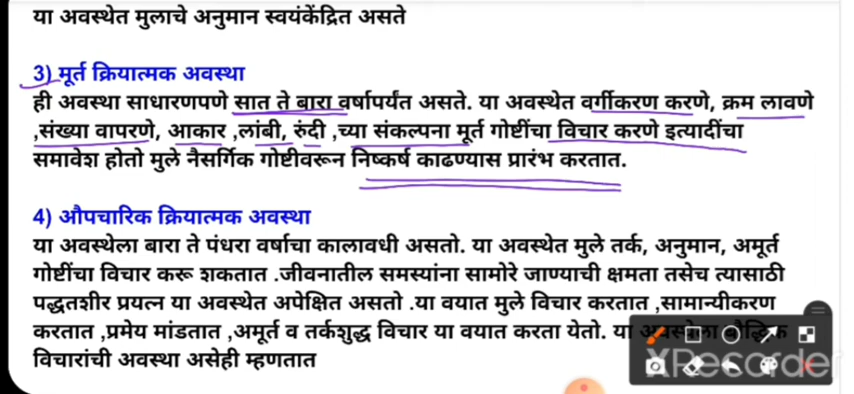 या अवस्थेत मुलाचे अनुमान स्वयंकेंद्रित असते
3) मूर्त क्रियात्मक अवस्था
ही अवस्था साधारणपणे सात ते बारा वर्षापर्यंत असते. या अवस्थेत वर्गीकरण करणे, क्रम लावणे
,संख्या वापरणे, आकार ,लांबी, रुंदी ,च्या संकल्पना मूर्त गोष्टींचा विचार करणे इत्यादींचा
समावेश होतो मुले नैसर्गिक गोष्टीवरून निष्कर्ष काढण्यास प्रारंभ करतात.
4) औपचारिक क्रियात्मक अवस्था
या अवस्थेला बारा ते पंधरा वर्षाचा कालावधी असतो. या अवस्थेत मुले तर्क, अनुमान, अमूर्त
गोष्टींचा विचार करू शकतात .जीवनातील समस्यांना सामोरे जाण्याची क्षमता तसेच त्यासाठी
पद्धतशीर प्रयत्न या अवस्थेत अपेक्षित असतो .या वयात मुले विचार करतात ,सामान्यीकरण
करतात ,प्रमेय मांडतात ,अमूर्त व तर्कशुद्ध विचार या वयात करता येतो. या
विचारांची अवस्था असेही म्हणतात
XRecorder